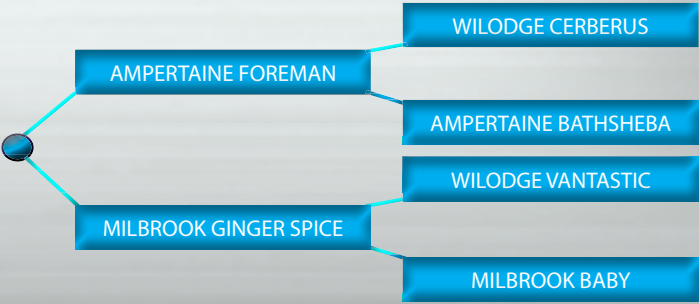 WILODGE CERBERUS
AMPERTAINE FOREMAN
AMPERTAINE BATHSHEBA
WILODGE VANTASTIC
MILBROOK GINGER SPICE
MILBROOK BABY